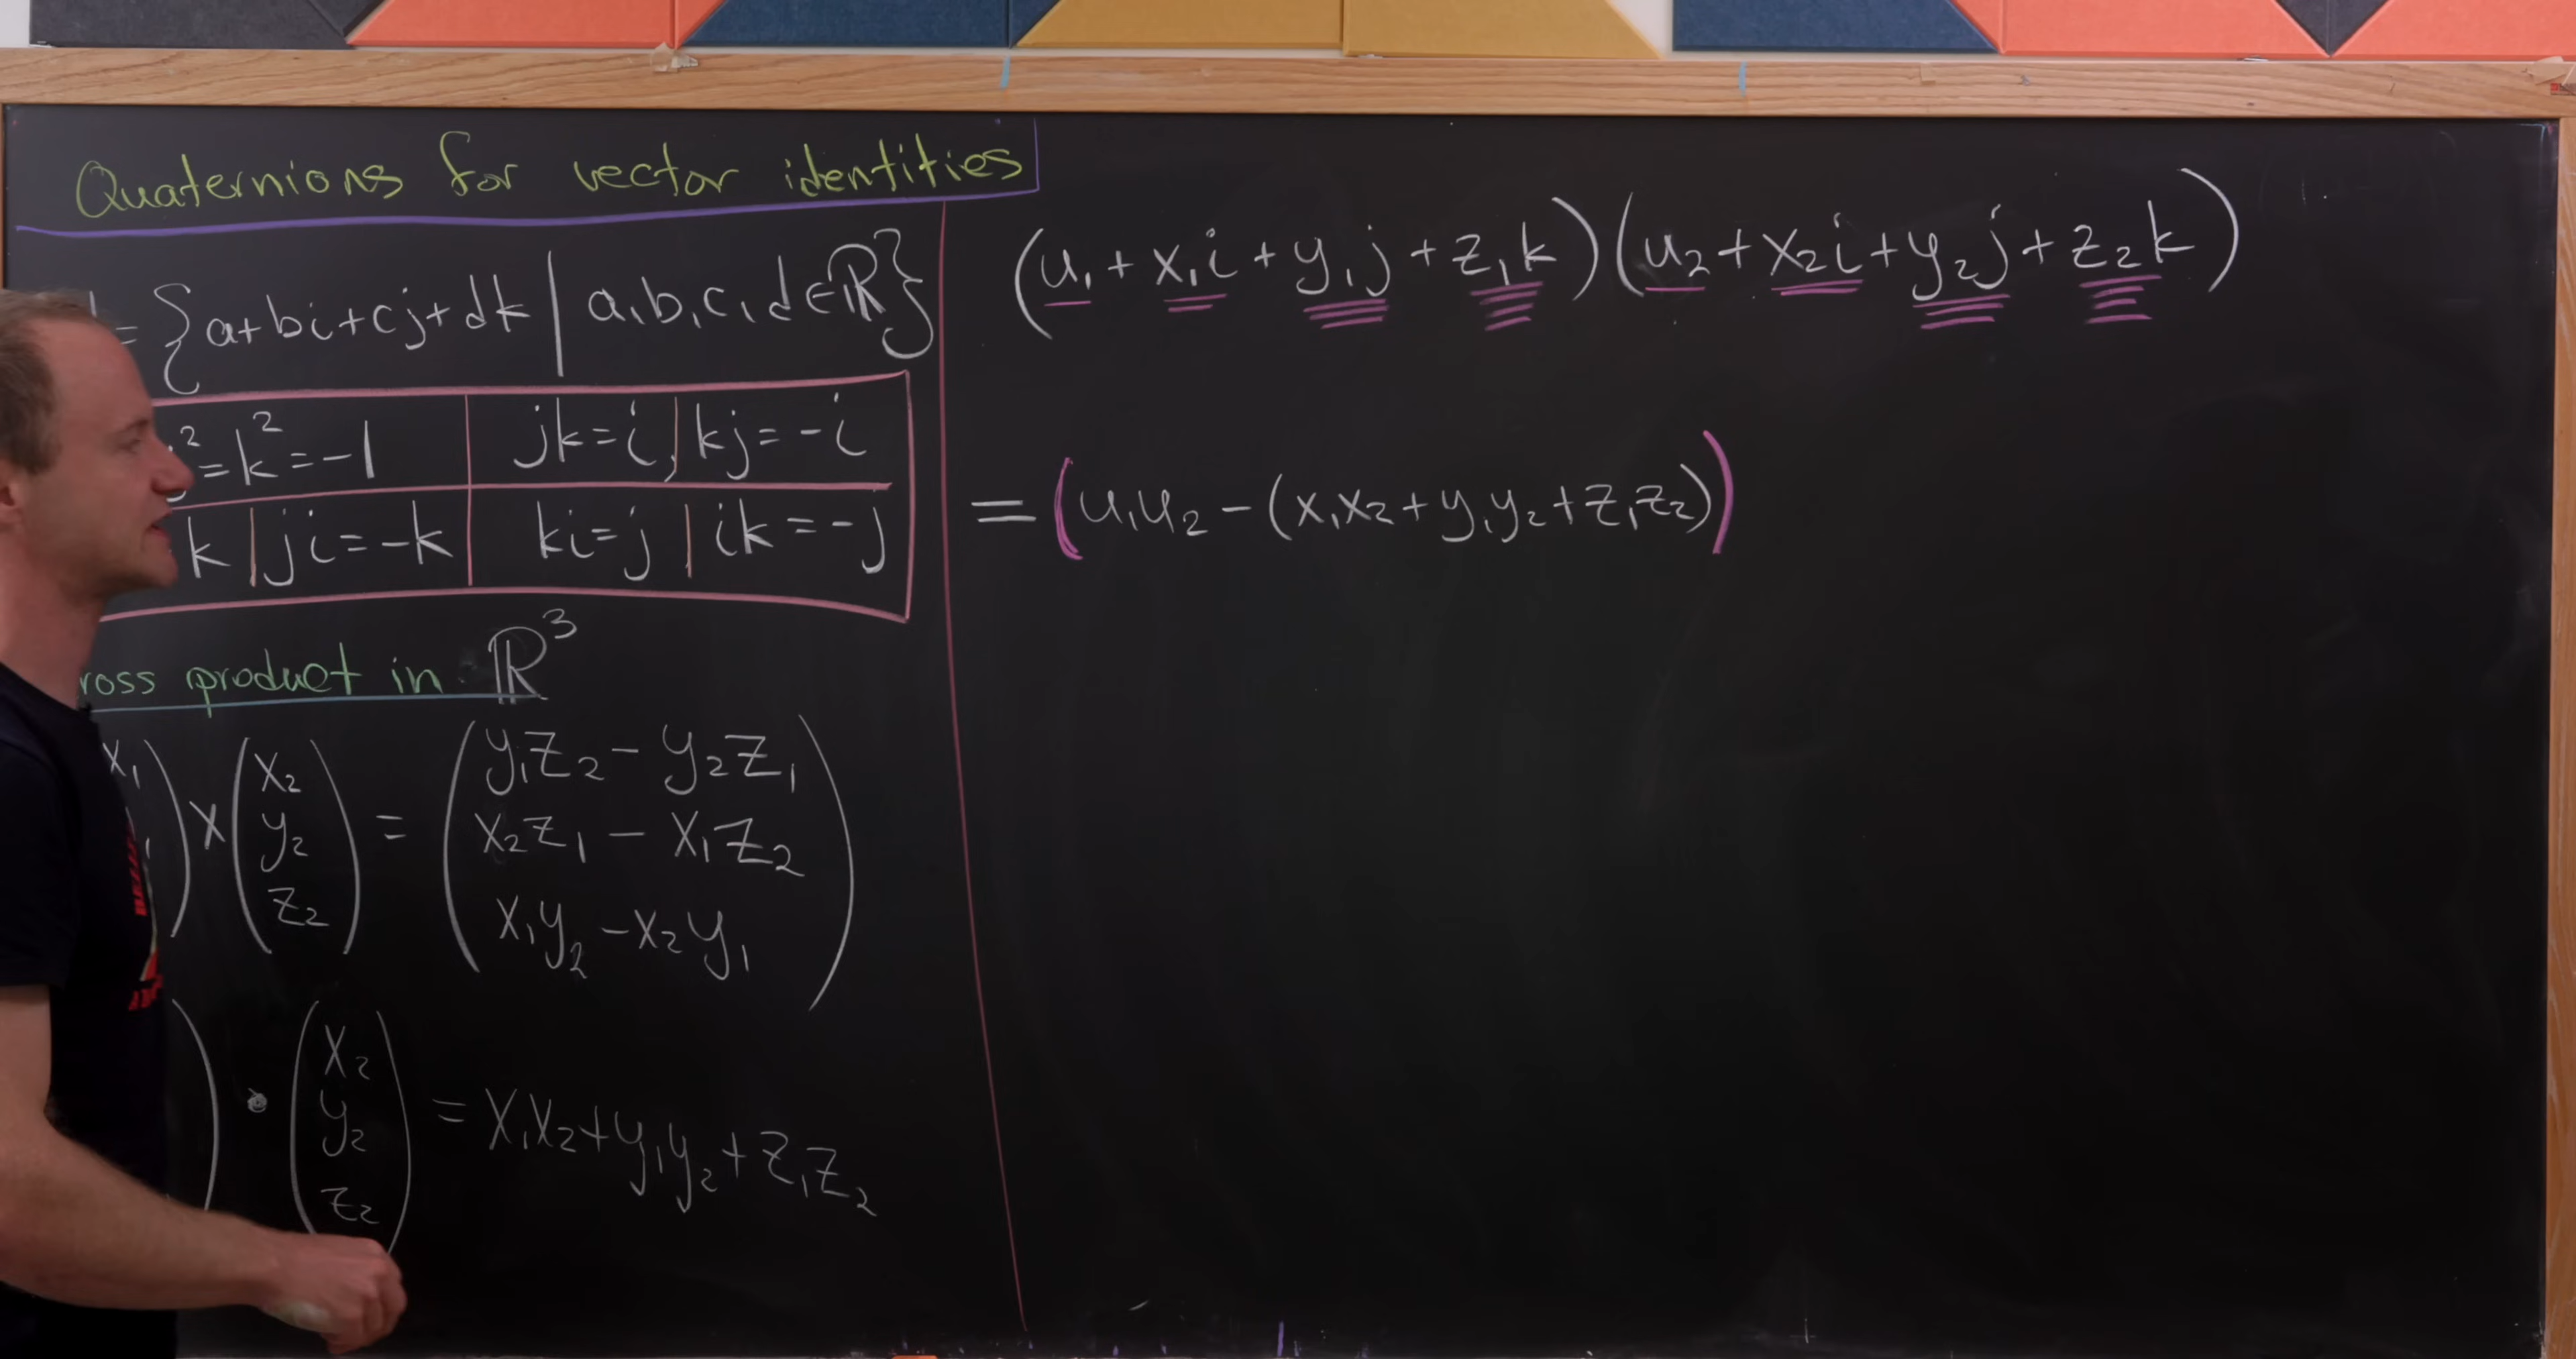 Quaternions for vector identities
= {a+bi+cj+dk | a,b,c,d∈ℝ}
²=k²=-1 jk=i, | kj=-i
k | ji=-k ki=j | ik=-j
ross product in ℝ³
x₁) × (x₂ y₂ z₂) = (y₁z₂ - y₂z₁
x₂z₁ - x₁z₂
x₁y₂ - x₂y₁)
) • (x₂ y₂ z₂) = x₁x₂+y₁y₂+z₁z₂
(u₁+x₁i+y₁j+z₁k)(u₂+x₂i+y₂j+z₂k)
=(u₁u₂-(x₁x₂+y₁y₂+z₁z₂))